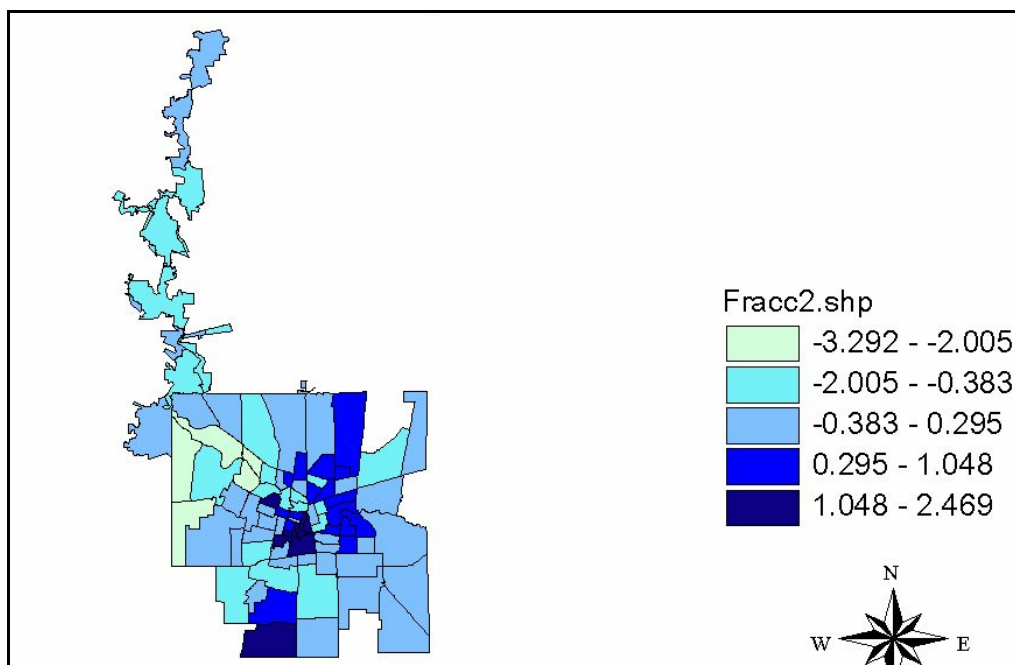 Fracc2.shp
-3.292 - -2.005
-2.005 - -0.383
-0.383 - 0.295
0.295 - 1.048
1.048 - 2.469
N
W E